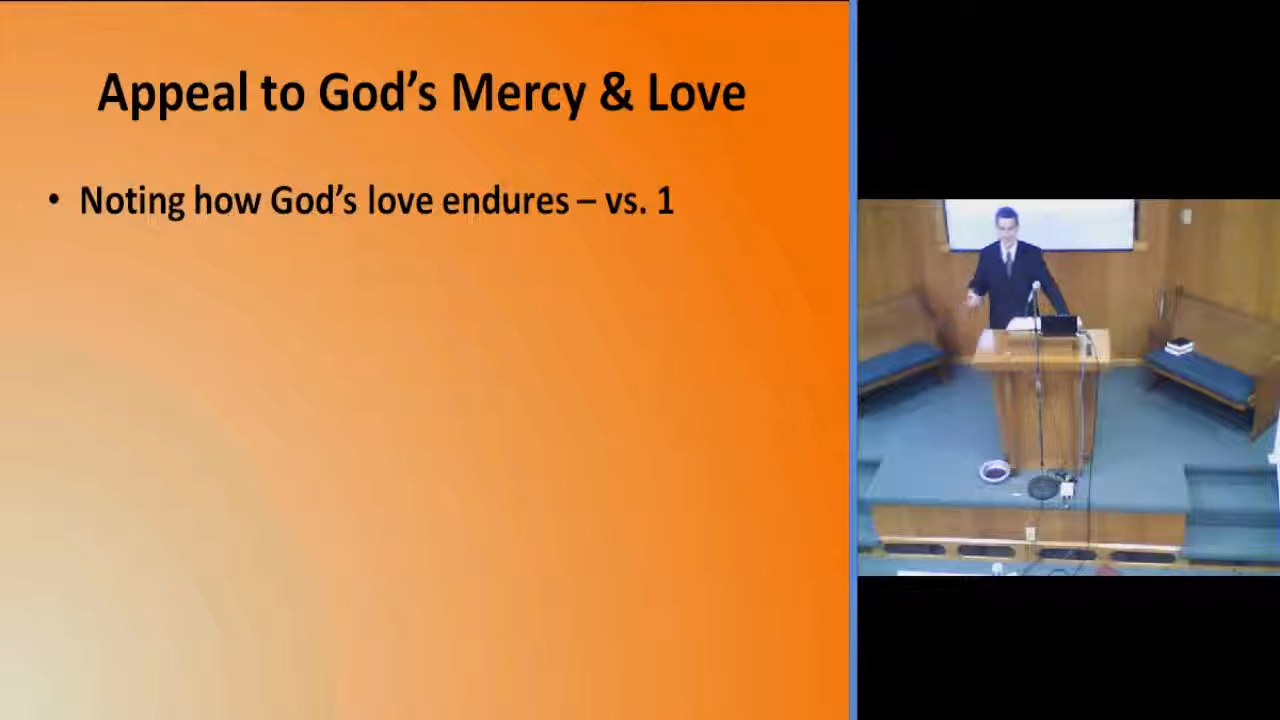 Appeal to God's Mercy & Love
• Noting how God's love endures – vs. 1